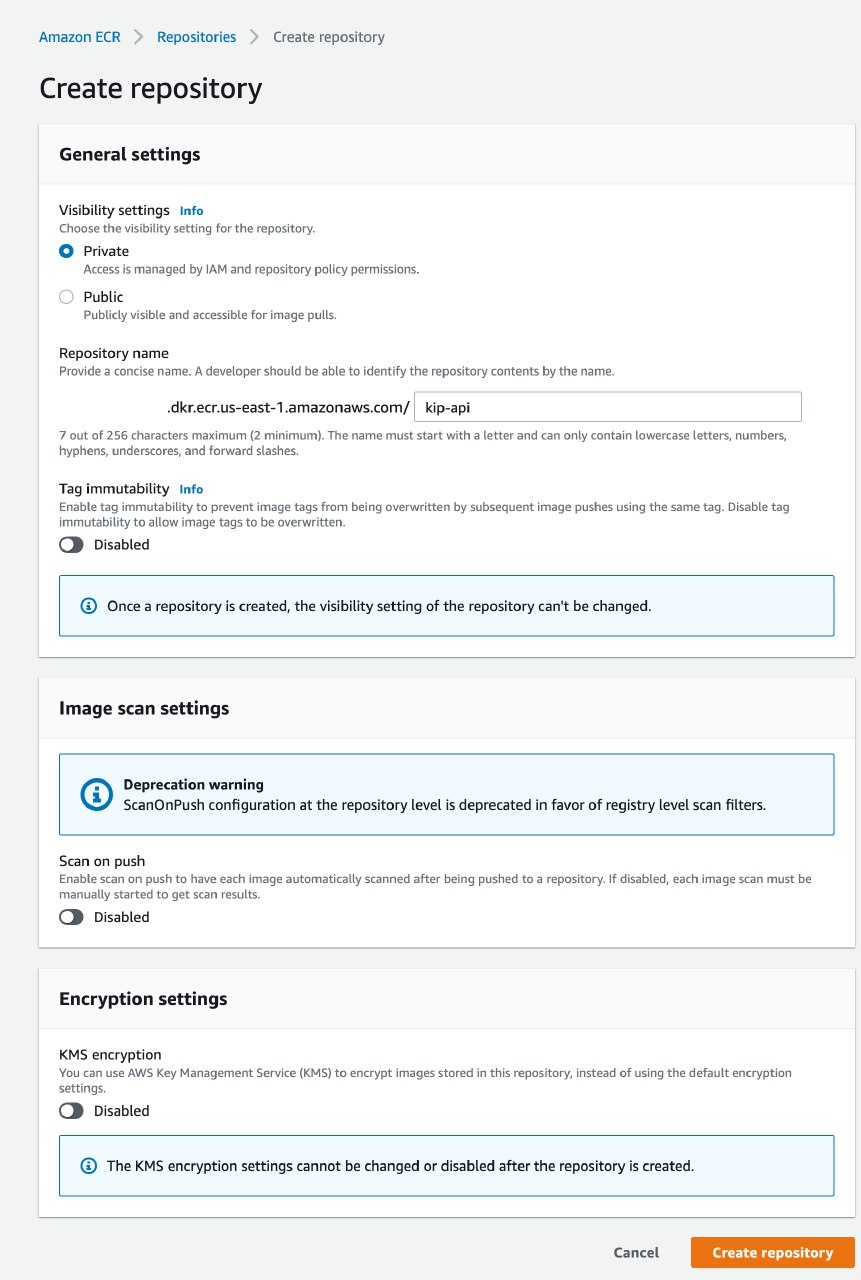 Amazon ECR > Repositories > Create repository
Create repository
General settings
Visibility settings Info
Choose the visibility setting for the repository.
Private
Access is managed by IAM and repository policy permissions.
Public
Publicly visible and accessible for image pulls.
Repository name
Provide a concise name. A developer should be able to identify the repository contents by the name.
.dkr.ecr.us-east-1.amazonaws.com/ kip-api
7 out of 256 characters maximum (2 minimum). The name must start with a letter and can only contain lowercase letters, numbers,
hyphens, underscores, and forward slashes.
Tag immutability Info
Enable tag immutability to prevent image tags from being overwritten by subsequent image pushes using the same tag. Disable tag
immutability to allow image tags to be overwritten.
Disabled
Once a repository is created, the visibility setting of the repository can't be changed.
Image scan settings
Deprecation warning
ScanOnPush configuration at the repository level is deprecated in favor of registry level scan filters.
Scan on push
Enable scan on push to have each image automatically scanned after being pushed to a repository. If disabled, each image scan must be
manually started to get scan results.
Disabled
Encryption settings
KMS encryption
You can use AWS Key Management Service (KMS) to encrypt images stored in this repository, instead of using the default encryption
settings.
Disabled
The KMS encryption settings cannot be changed or disabled after the repository is created.
Cancel Create repository